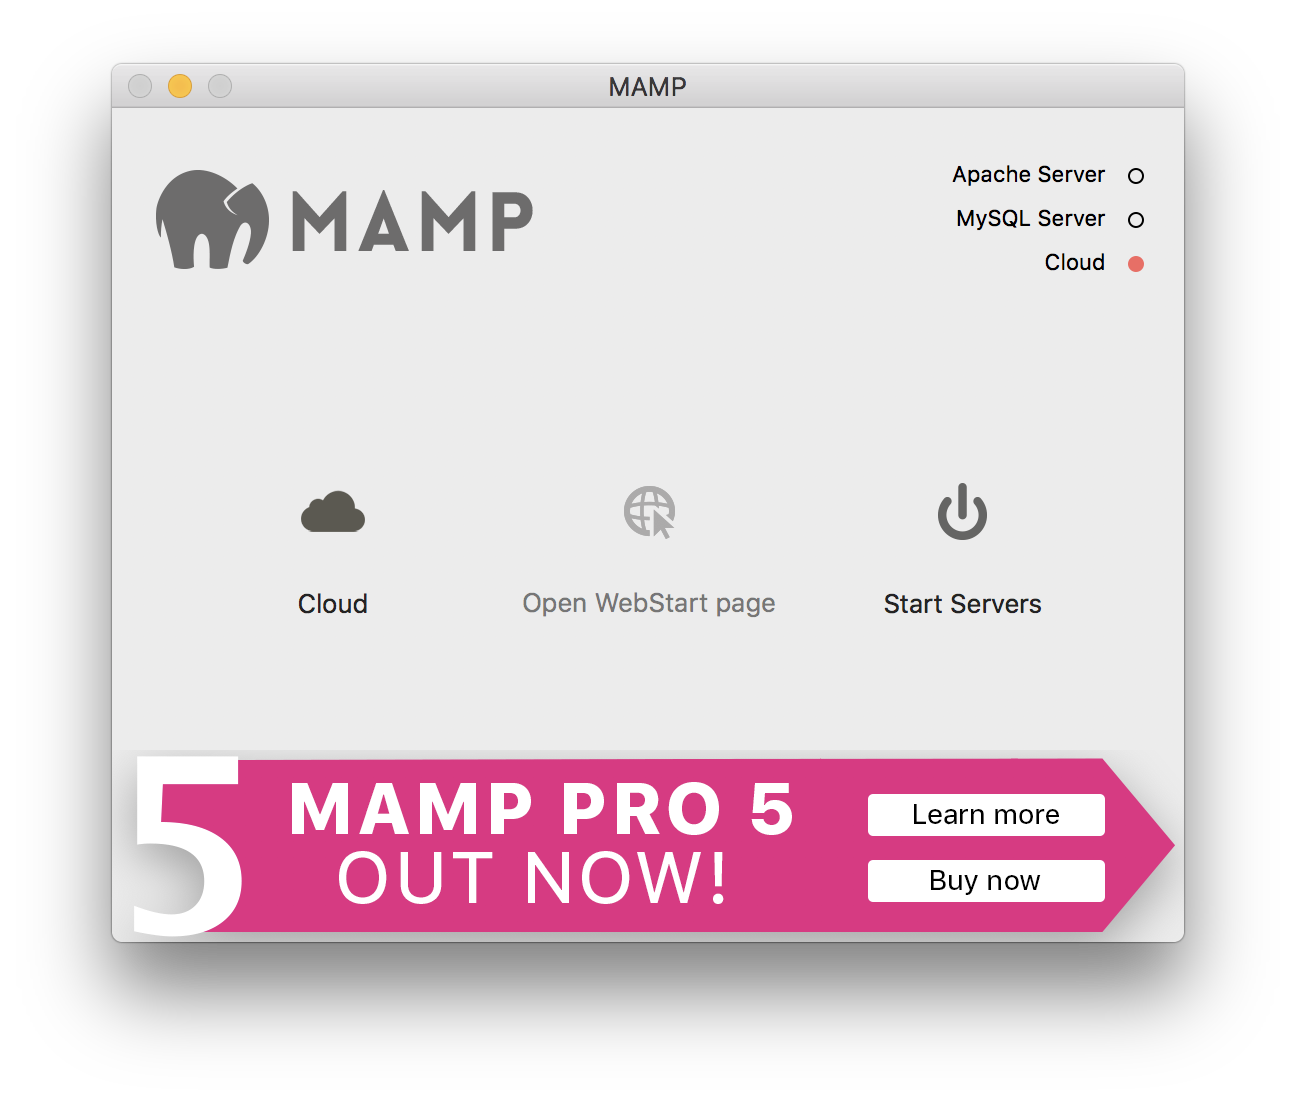 MAMP
MAMP
Apache Server
MySQL Server
Cloud
Cloud
Open WebStart page
Start Servers
5
MAMP PRO 5
OUT NOW!
Learn more
Buy now